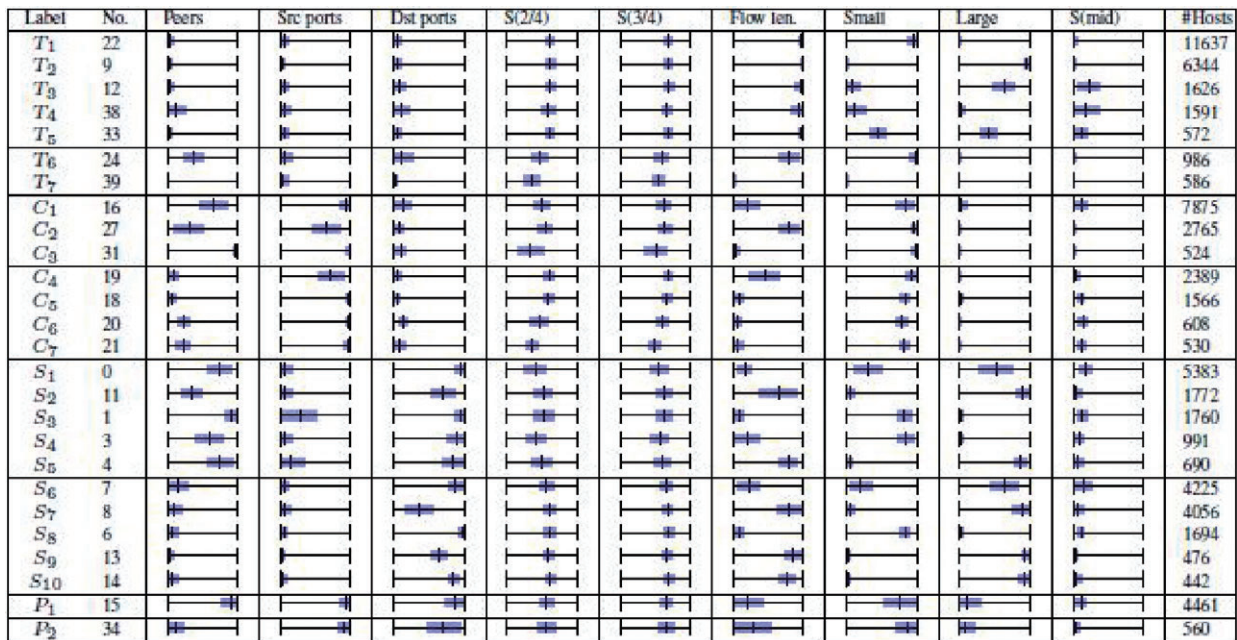 Label No. Peers Src ports Dst ports S(2/4) S(3/4) Flow len. Small Large S(mid) #Hosts
T1 22 11637
T2 9 6344
T3 12 1626
T4 38 1591
T5 33 572
T6 24 986
T7 39 586
C1 16 7875
C2 27 2765
C3 31 524
C4 19 2389
C5 18 1566
C6 20 608
C7 21 530
S1 0 5383
S2 11 1772
S3 1 1760
S4 3 991
S5 4 690
S6 7 4225
S7 8 4056
S8 6 1694
S9 13 476
S10 14 442
P1 15 4461
P2 34 560